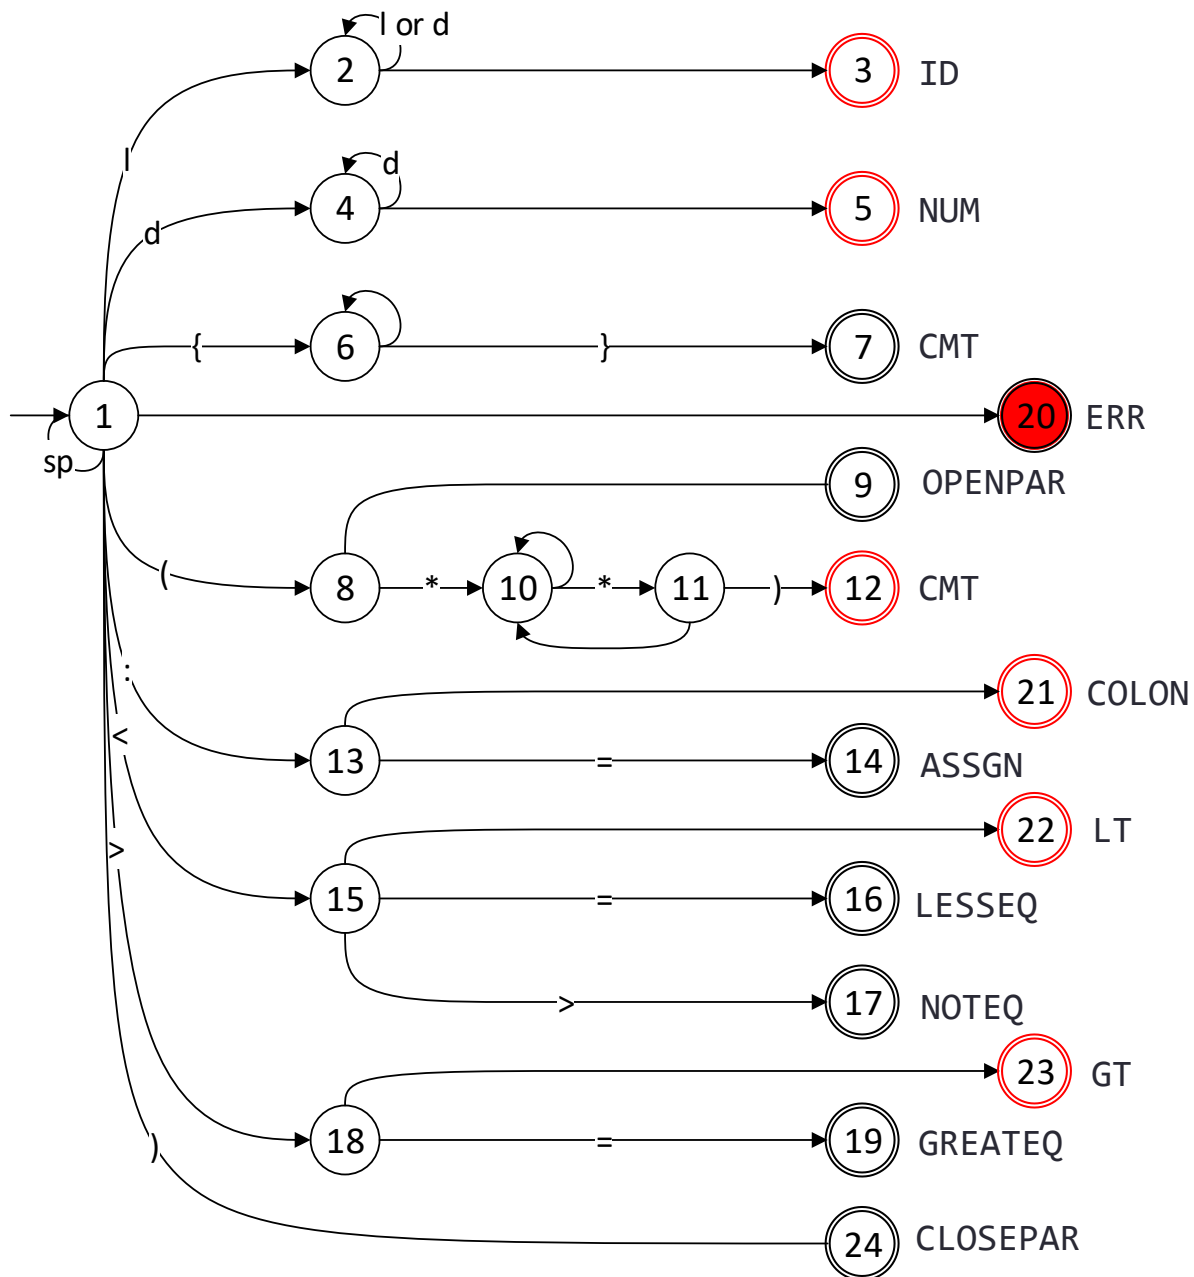 l or d
2
3 ID
l
d
4
5 NUM
d
{
6
}
7 CMT
1
20 ERR
sp
9 OPENPAR
(
8
*
10
*
11
)
12 CMT
:
21 COLON
<
13
=
14 ASSGN
22 LT
>
15
=
16 LESSEQ
>
17 NOTEQ
23 GT
)
18
=
19 GREATEQ
24 CLOSEPAR